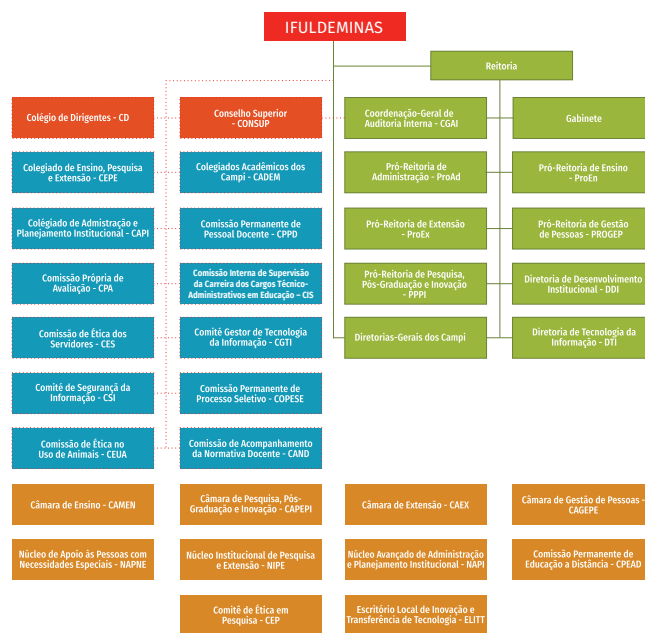 IFULDEMINAS
Reitoria
Colégio de Dirigentes - CD
Conselho Superior
- CONSUP
Coordenação-Geral de
Auditoria Interna - CGAI
Gabinete
Colegiado de Ensino, Pesquisa
e Extensão - CEPE
Colegiados Acadêmicos dos
Campi - CADEM
Pró-Reitoria de
Administração - ProAd
Pró-Reitoria de Ensino
- ProEn
Colégiado de Admistração e
Planejamento Institucional - CAPI
Comissão Permanente de
Pessoal Docente - CPPD
Pró-Reitoria de Extensão
- ProEx
Pró-Reitoria de Gestão
de Pessoas - PROGEP
Comissão Própria de
Avaliação - CPA
Comissão Interna de Supervisão
da Carreira dos Cargos Técnico-
Administrativos em Educação – CIS
Pró-Reitoria de Pesquisa,
Pós-Graduação e Inovação -
PPPI
Diretoria de Desenvolvimento
Institucional - DDI
Comissão de Ética dos
Servidores - CES
Comité Gestor de Tecnologia
da Informação - CGTI
Diretorias-Gerais dos Campi
Diretoria de Tecnologia da
Informação - DTI
Comité de Segurançã da
Informação - CSI
Comissão Permanente de
Processo Seletivo - COPESE
Comissão de Ética no
Uso de Animais - CEUA
Comissão de Acompanhamento
da Normativa Docente - CAND
Câmara de Ensino - CAMEN
Câmara de Pesquisa, Pós-
Graduação e Inovação - CAPEPI
Câmara de Extensão - CAEX
Câmara de Gestão de Pessoas -
CAGEPE
Núcleo de Apoio às Pessoas com
Necessidades Especiais - NAPNE
Núcleo Institucional de Pesquisa
e Extensão - NIPE
Núcleo Avançado de Administração
e Planejamento Institucional - NAPI
Comissão Permanente de
Educação a Distância - CPEAD
Comitê de Ética em
Pesquisa - CEP
Escritório Local de Inovação e
Transferência de Tecnologia - ELITT